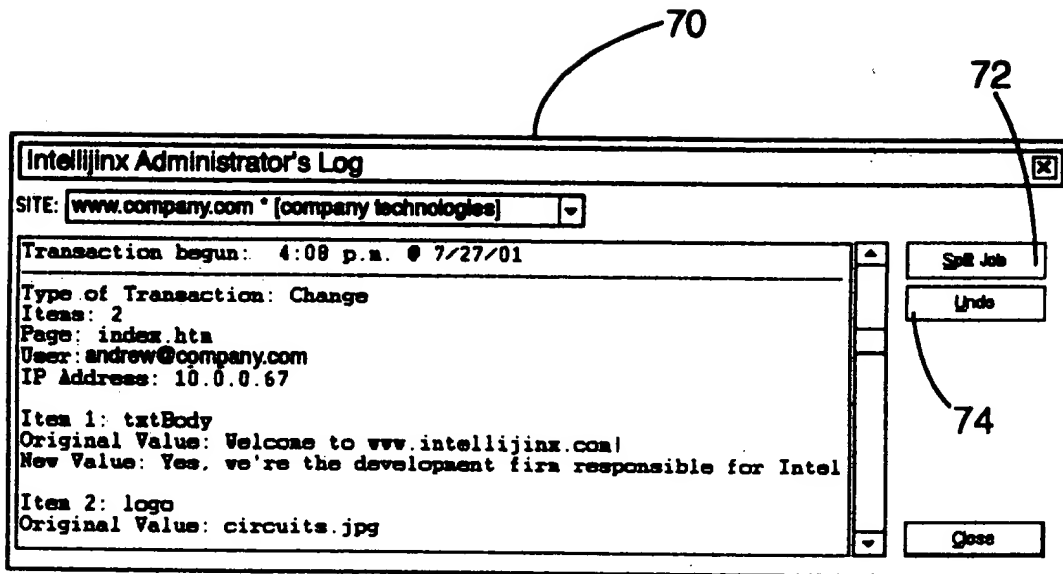 70
72
Intellijinx Administrator's Log
SITE: www.company.com * [company technologies]
Transaction begun: 4:08 p.m. @ 7/27/01
Split Job
Undo
Type of Transaction: Change
Items: 2
Page: index.htm
User: andrew@company.com
IP Address: 10.0.0.67
74
Item 1: txtBody
Original Value: Welcome to www.intellijinx.com!
New Value: Yes, we're the development firm responsible for Intel
Item 2: logo
Original Value: circuits.jpg
Close